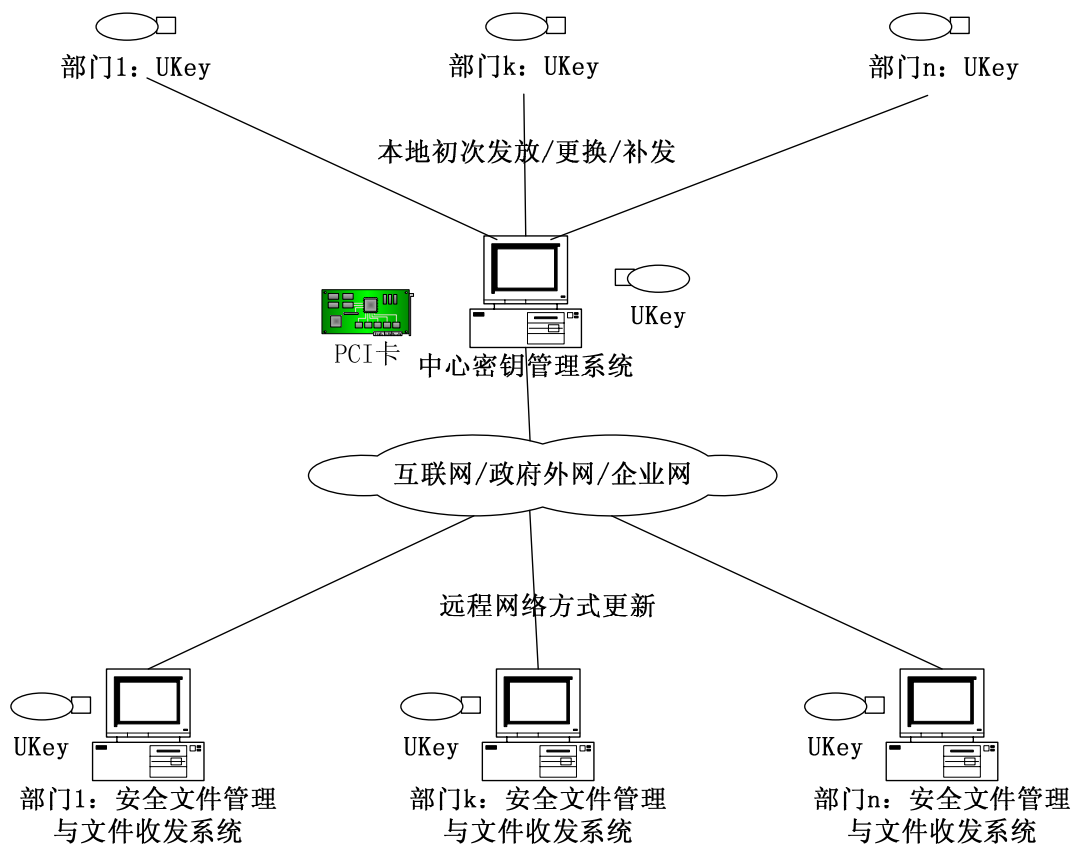 部门1：UKey
部门k：UKey
部门n：UKey
本地初次发放/更换/补发
UKey
PCI卡
中心密钥管理系统
互联网/政府外网/企业网
远程网络方式更新
UKey
UKey
UKey
部门1：安全文件管理
与文件收发系统
部门k：安全文件管理
与文件收发系统
部门n：安全文件管理
与文件收发系统